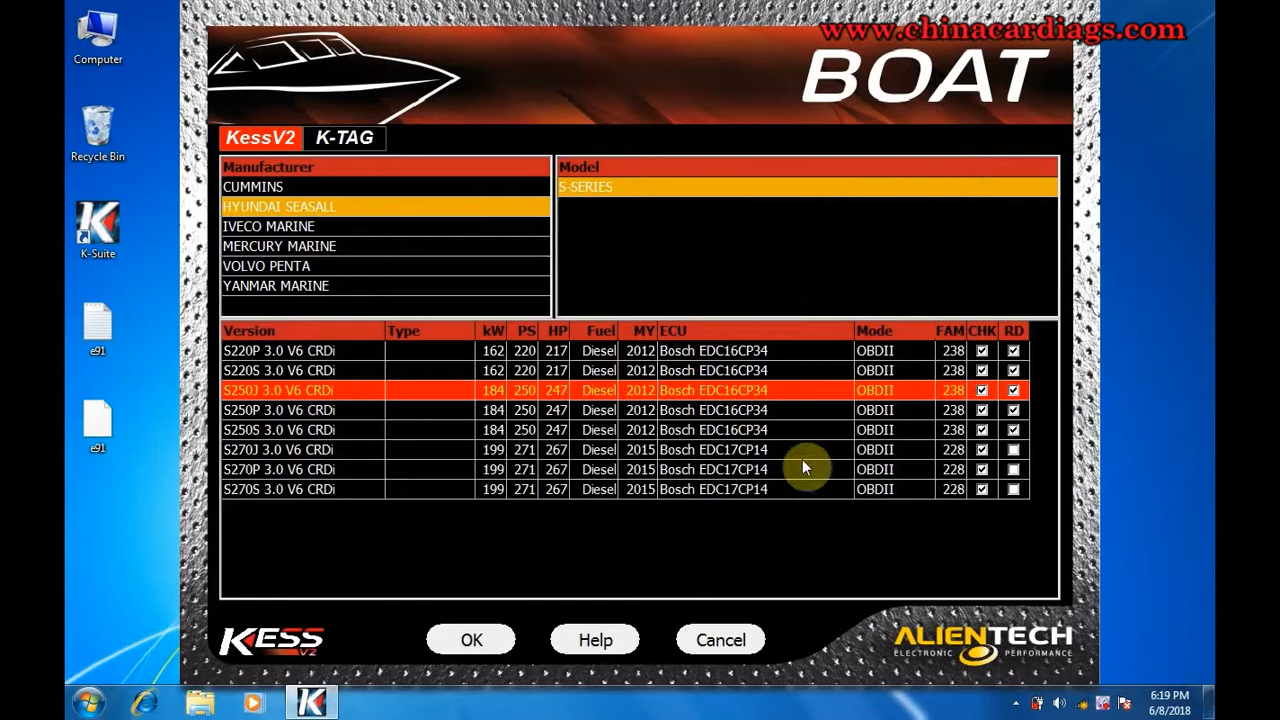 www.chinacardiags.com
Computer
BOAT
Recycle Bin
KessV2 K-TAG
Manufacturer Model
CUMMINS S-SERIES
HYUNDAI SEASALL
IVECO MARINE
MERCURY MARINE
VOLVO PENTA
YANMAR MARINE
K-Suite
Version Type kW PS HP Fuel MY ECU Mode FAM CHK RD
S220P 3.0 V6 CRDi 162 220 217 Diesel 2012 Bosch EDC16CP34 OBDII 238
S220S 3.0 V6 CRDi 162 220 217 Diesel 2012 Bosch EDC16CP34 OBDII 238
S250J 3.0 V6 CRDi 184 250 247 Diesel 2012 Bosch EDC16CP34 OBDII 238
S250P 3.0 V6 CRDi 184 250 247 Diesel 2012 Bosch EDC16CP34 OBDII 238
S250S 3.0 V6 CRDi 184 250 247 Diesel 2012 Bosch EDC16CP34 OBDII 238
S270J 3.0 V6 CRDi 199 271 267 Diesel 2015 Bosch EDC17CP14 OBDII 228
S270P 3.0 V6 CRDi 199 271 267 Diesel 2015 Bosch EDC17CP14 OBDII 228
S270S 3.0 V6 CRDi 199 271 267 Diesel 2015 Bosch EDC17CP14 OBDII 228
e91
e91
KESS V2
OK Help Cancel
ALIENTECH
ELECTRONIC PERFORMANCE
6:19 PM
6/8/2018